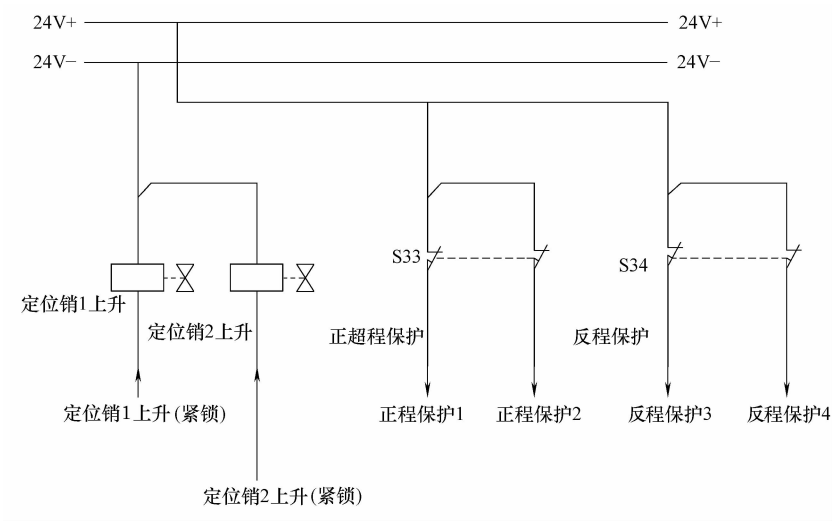 24V+ 24V+
24V− 24V−
S33
S34
定位销1上升
定位销2上升
正超程保护
反程保护
定位销1上升(紧锁)
正程保护1
正程保护2
反程保护3
反程保护4
定位销2上升(紧锁)